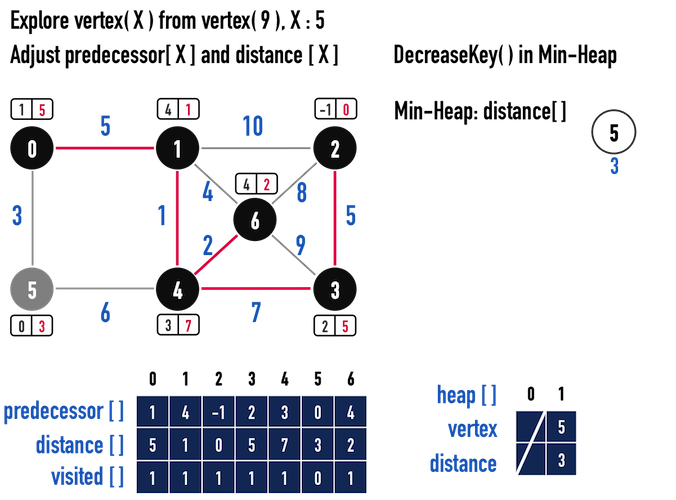 Explore vertex( X ) from vertex( 9 ), X : 5
Adjust predecessor[ X ] and distance [ X ]
DecreaseKey( ) in Min-Heap
Min-Heap: distance[ ]
5
3
1 5
4 1
-1 0
5
10
0
1
2
4 2
4
8
3
1
6
5
2
9
5
4
3
6
7
0 3
3 7
2 5
0 1 2 3 4 5 6
predecessor [ ] 1 4 -1 2 3 0 4
distance [ ] 5 1 0 5 7 3 2
visited [ ] 1 1 1 1 1 0 1
heap [ ] 0 1
vertex 5
distance 3